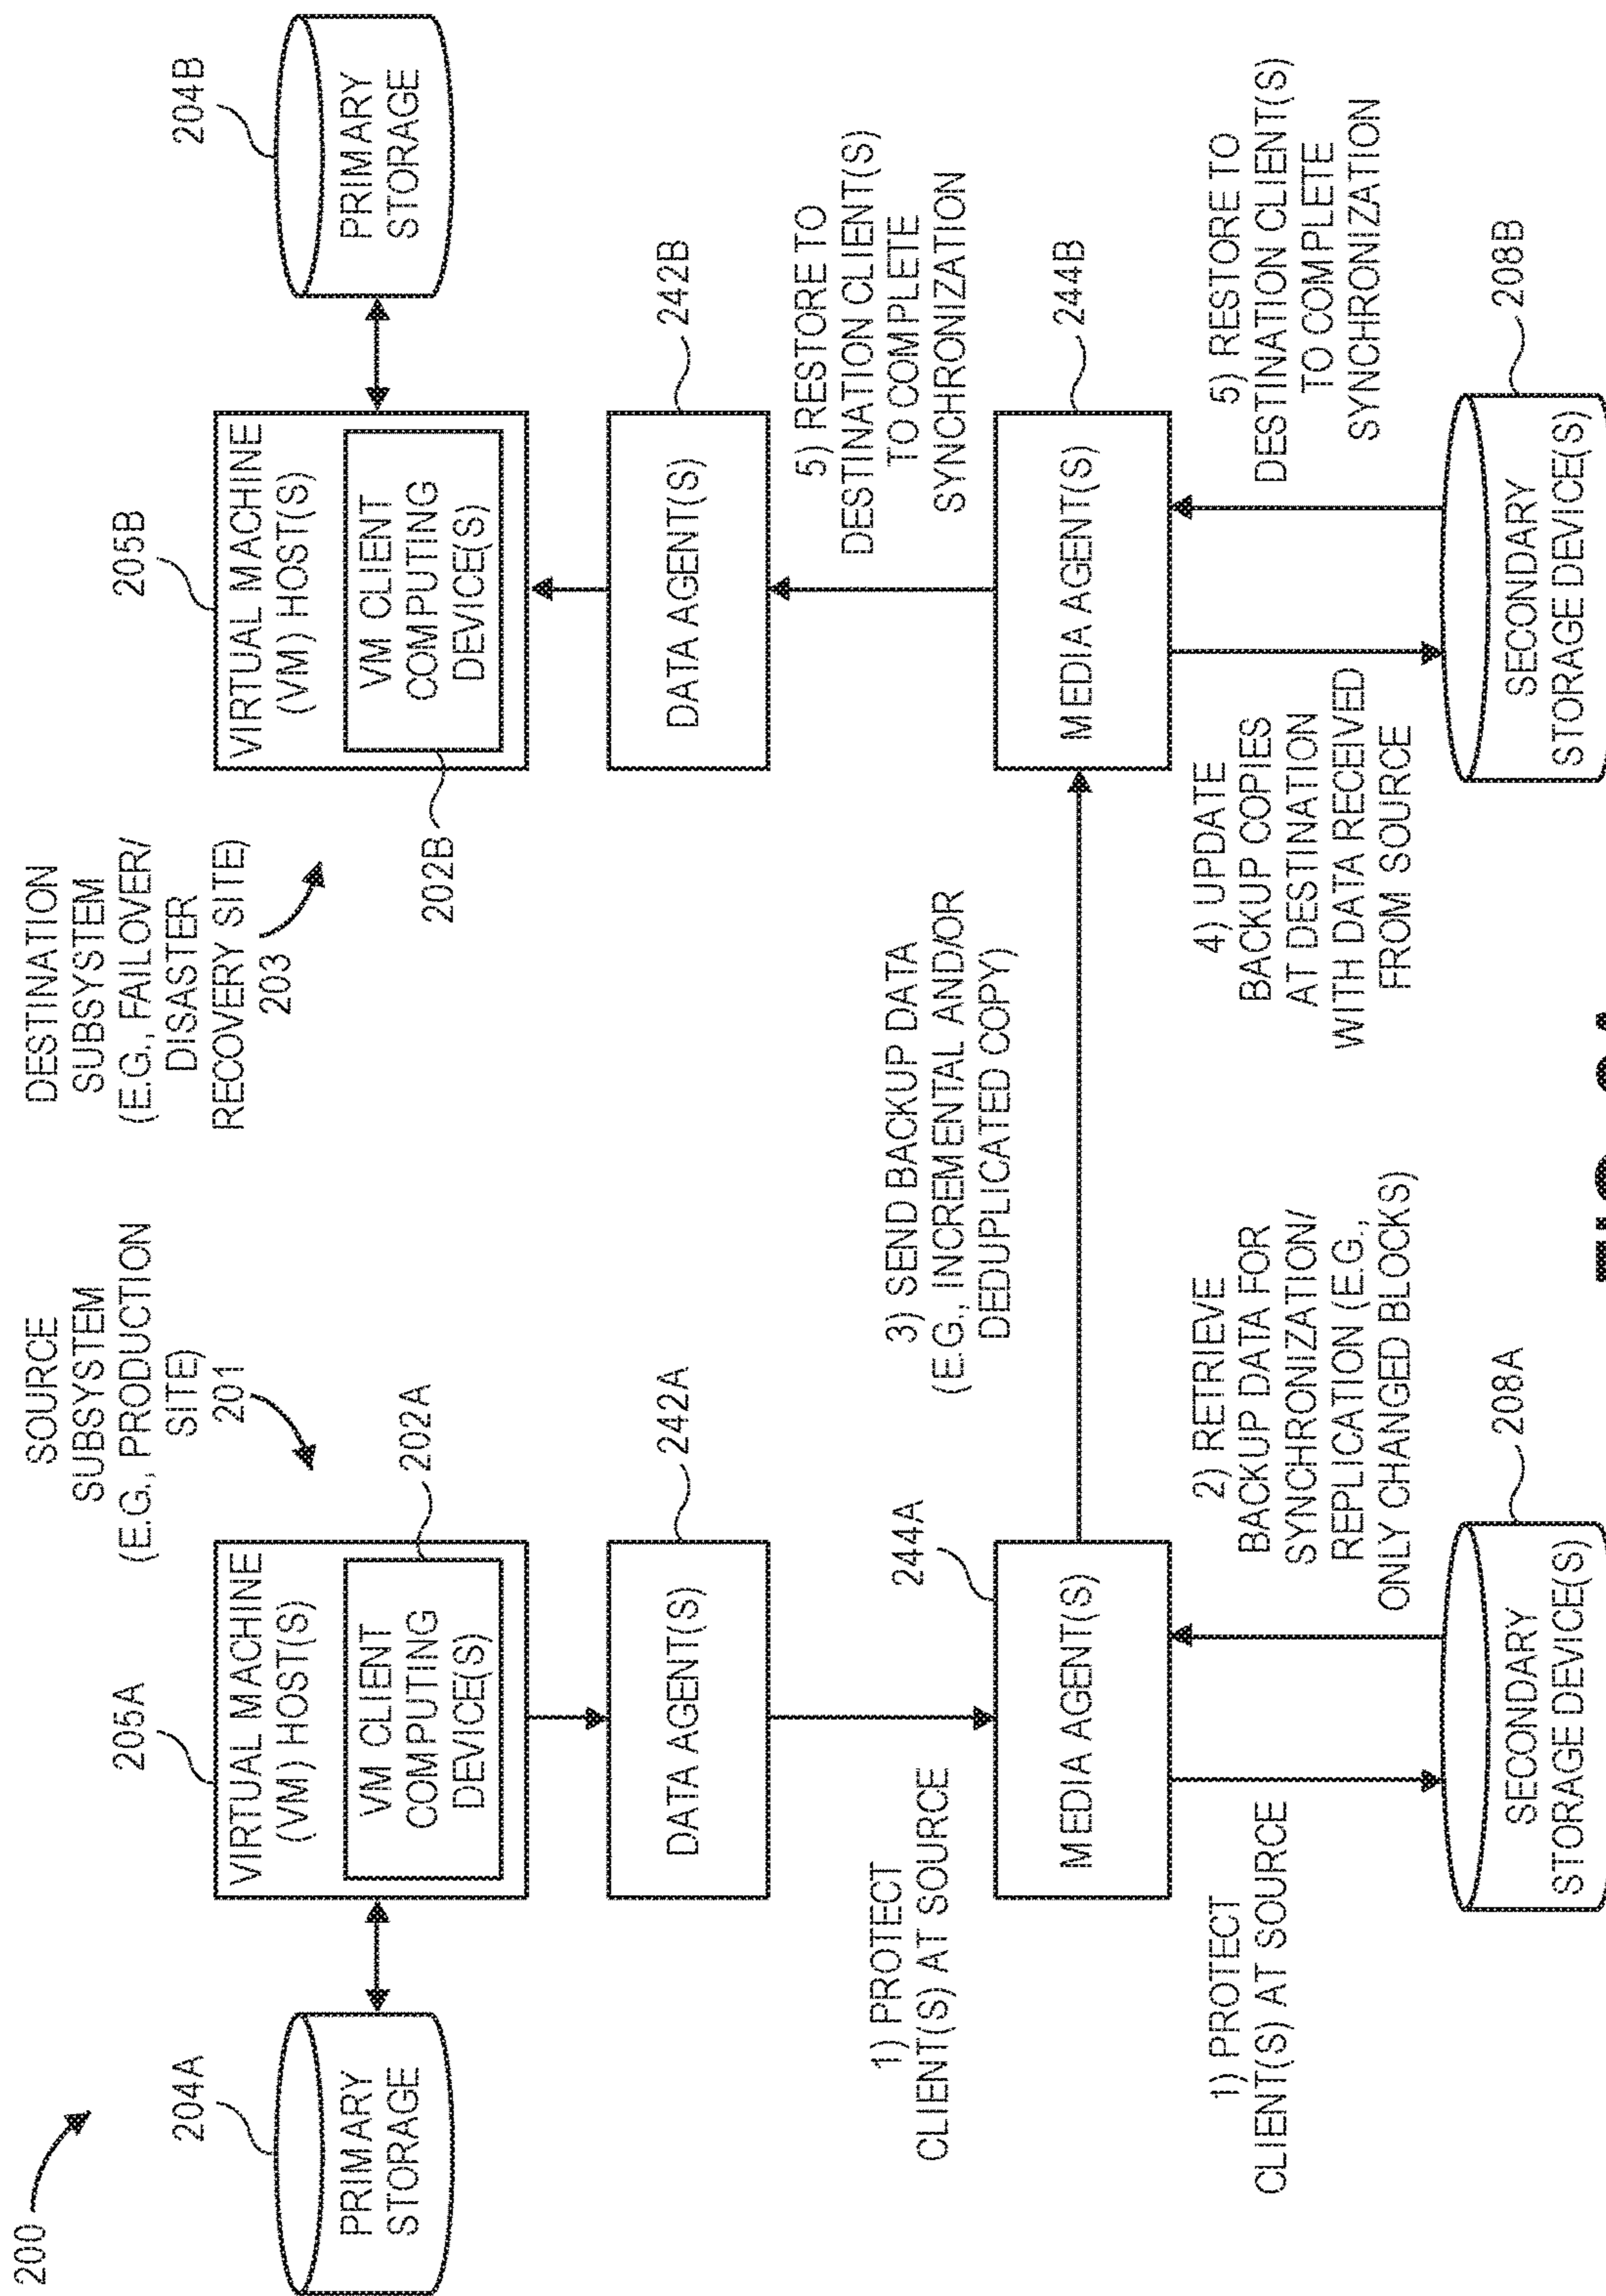 200
SOURCE
SUBSYSTEM
(E.G., PRODUCTION
SITE)
201
DESTINATION
SUBSYSTEM
(E.G., FAILOVER/
DISASTER
RECOVERY SITE)
203
204A
PRIMARY
STORAGE
205A
VIRTUAL MACHINE
(VM) HOST(S)
VM CLIENT
COMPUTING
DEVICE(S)
202A
205B
VIRTUAL MACHINE
(VM) HOST(S)
VM CLIENT
COMPUTING
DEVICE(S)
202B
204B
PRIMARY
STORAGE
DATA AGENT(S)
242A
DATA AGENT(S)
242B
1) PROTECT
CLIENT(S) AT SOURCE
244A
3) SEND BACKUP DATA
(E.G., INCREMENTAL AND/OR
DEDUPLICATED COPY)
5) RESTORE TO
DESTINATION CLIENT(S)
TO COMPLETE
SYNCHRONIZATION
MEDIA AGENT(S)
MEDIA AGENT(S)
244B
1) PROTECT
CLIENT(S) AT SOURCE
2) RETRIEVE
BACKUP DATA FOR
SYNCHRONIZATION/
REPLICATION (E.G.,
ONLY CHANGED BLOCKS)
4) UPDATE
BACKUP COPIES
AT DESTINATION
WITH DATA RECEIVED
FROM SOURCE
5) RESTORE TO
DESTINATION CLIENT(S)
TO COMPLETE
SYNCHRONIZATION
SECONDARY
STORAGE DEVICE(S)
208A
SECONDARY
STORAGE DEVICE(S)
208B